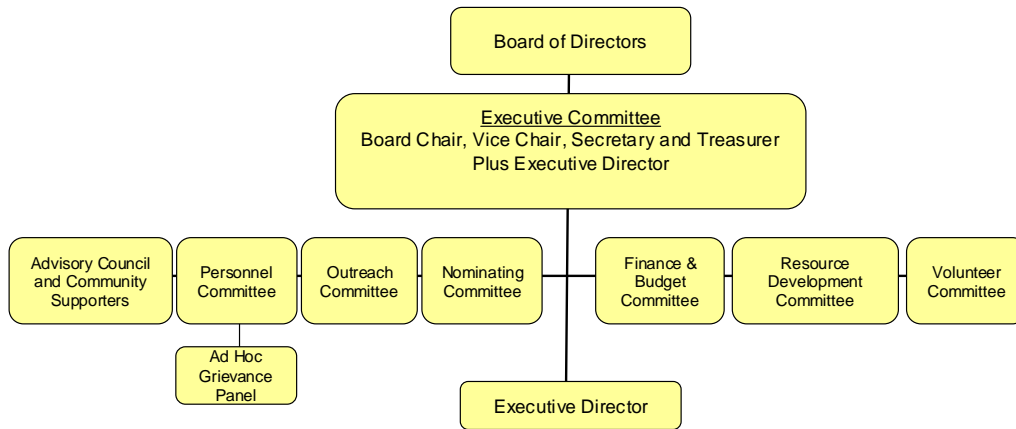 Board of Directors
Executive Committee
Board Chair, Vice Chair, Secretary and Treasurer
Plus Executive Director
Advisory Council
and Community
Supporters
Personnel
Committee
Outreach
Committee
Nominating
Committee
Finance &
Budget
Committee
Resource
Development
Committee
Volunteer
Committee
Ad Hoc
Grievance
Panel
Executive Director